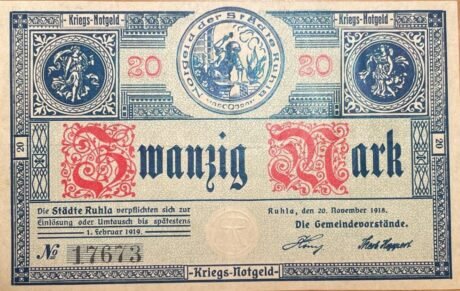 -Kriegs-Notgeld- -Kriegs-Notgeld-
Notgeld der Städte Ruhla
20 20
20 20
Zwanzig Mark
Die Städte Ruhla verpflichten sich zur
Einlösung oder Umtausch bis spätestens
1. Februar 1919.
Ruhla, den 20. November 1918.
Die Gemeindevorstände.
№ 17673
-Kriegs-Notgeld-